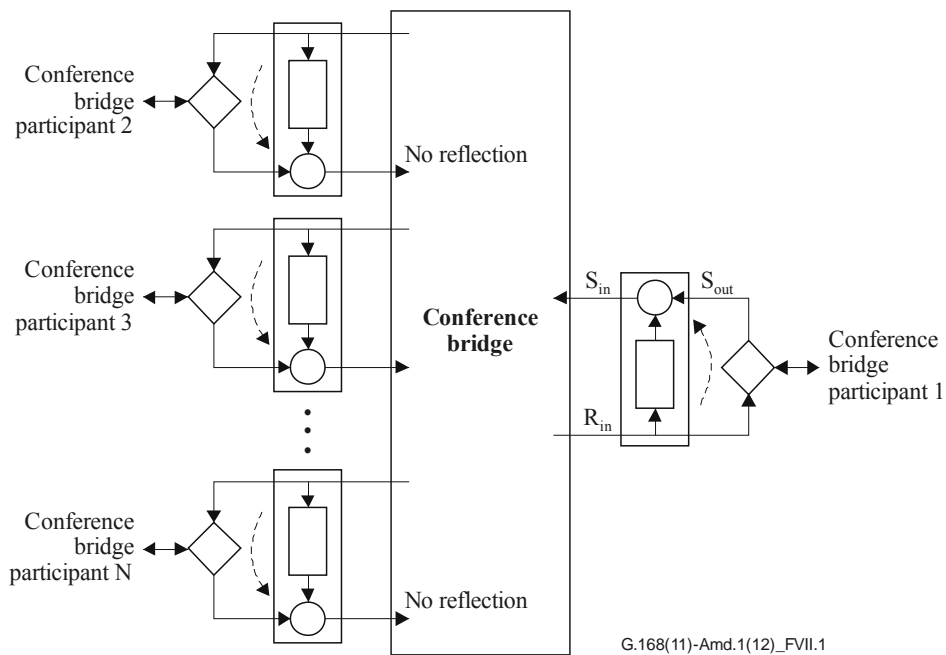 Conference
bridge
participant 2
No reflection
Conference
bridge
participant 3
Conference
bridge
S_in
S_out
R_in
Conference
bridge
participant 1
Conference
bridge
participant N
No reflection
G.168(11)-Amd.1(12)_FVII.1